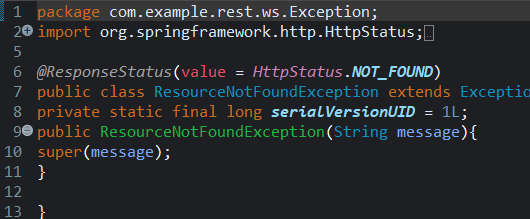 1 package com.example.rest.ws.Exception;
2 import org.springframework.http.HttpStatus;
5
6 @ResponseStatus(value = HttpStatus.NOT_FOUND)
7 public class ResourceNotFoundException extends Exceptio
8 private static final long serialVersionUID = 1L;
9 public ResourceNotFoundException(String message){
10 super(message);
11 }
12
13 }